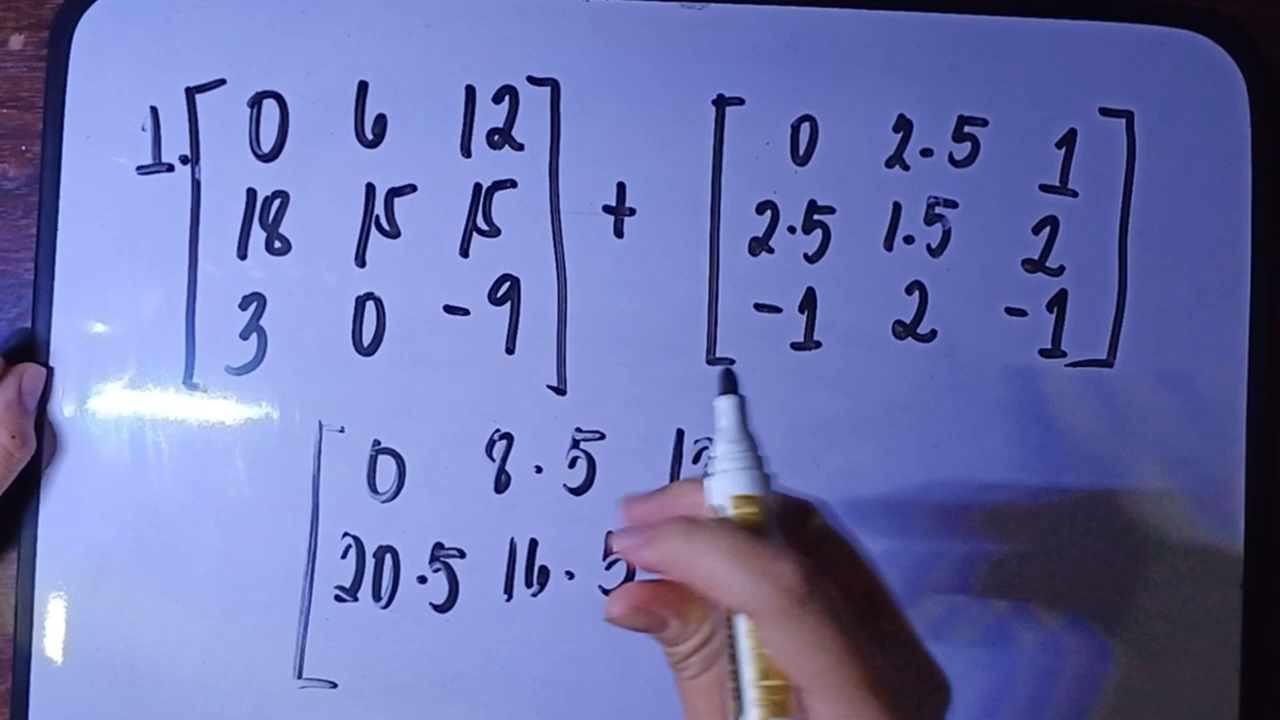 1. [ 0 6 12 ] + [ 0 2.5 1 ]
[ 18 15 15 ] [ 2.5 1.5 2 ]
[ 3 0 -9 ] [ -1 2 -1 ]
[ 0 8.5
20.5 16.5